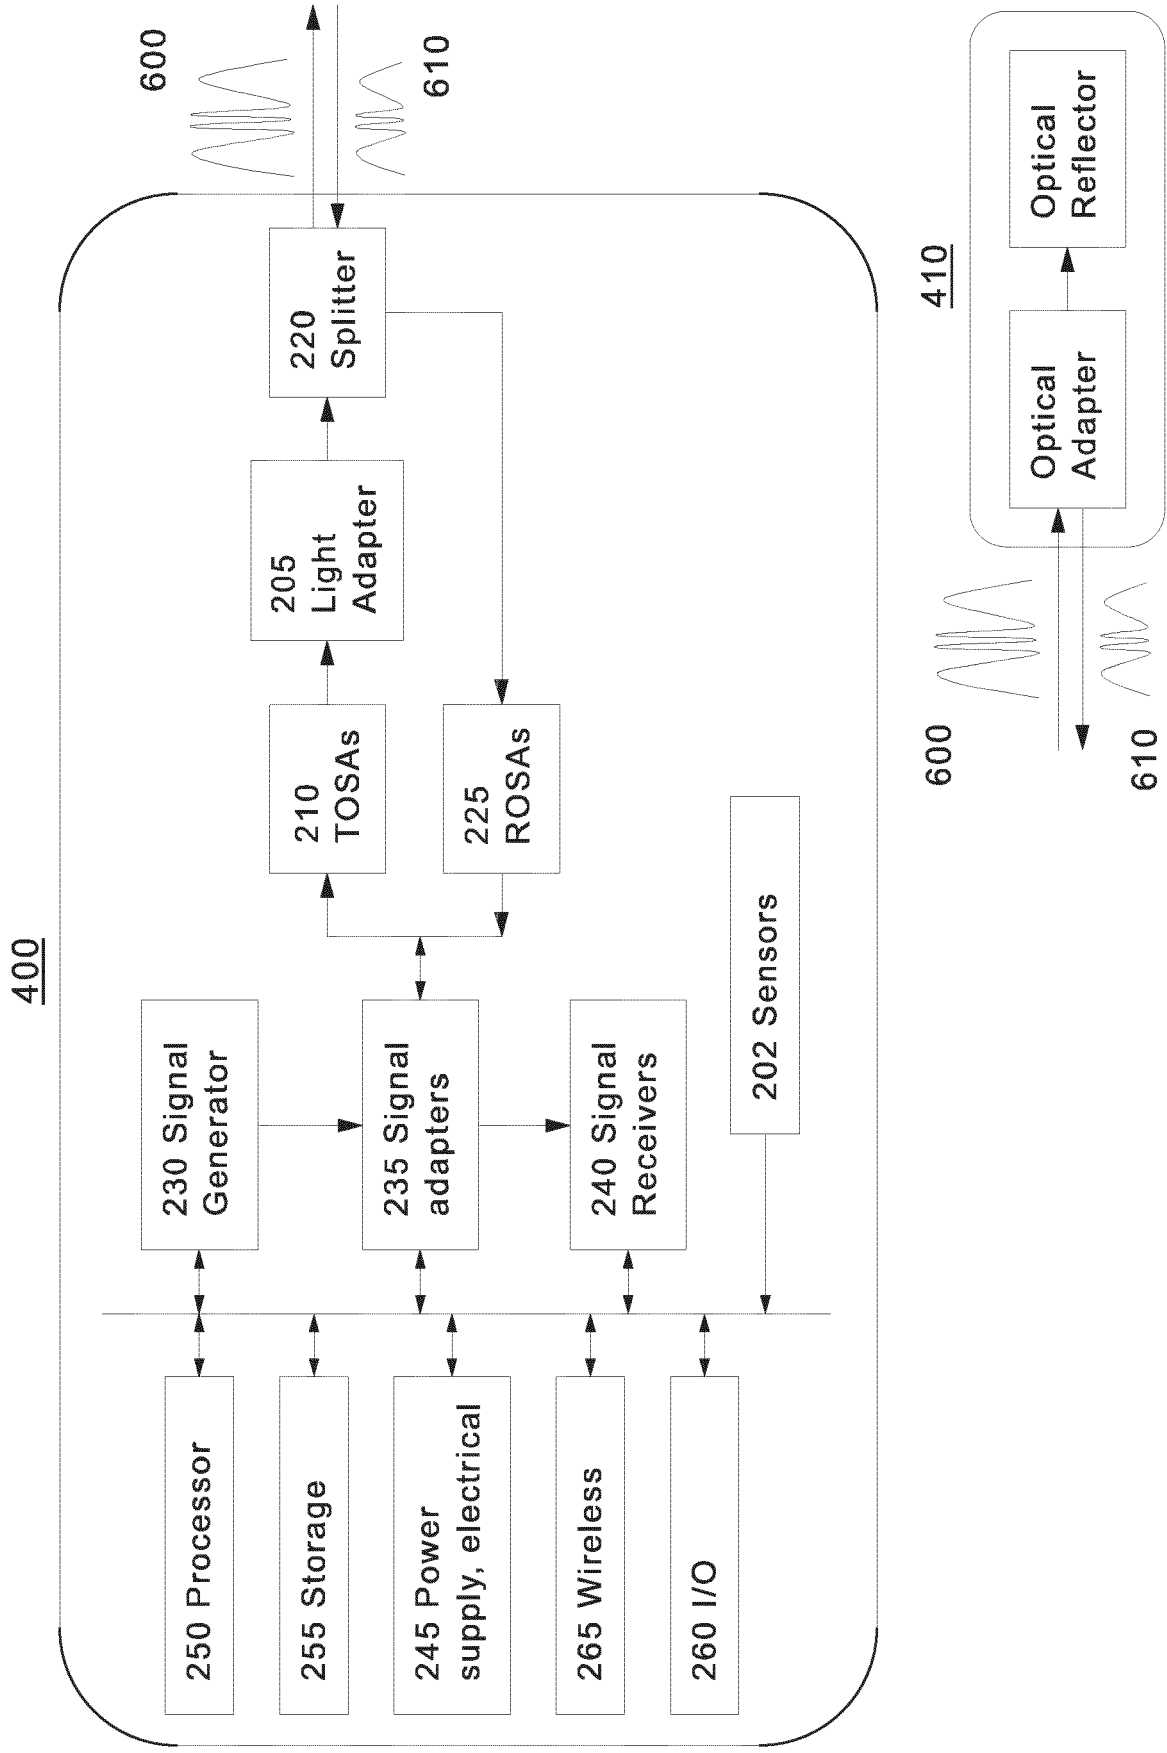 400
250 Processor
255 Storage
245 Power
supply, electrical
265 Wireless
260 I/O
230 Signal
Generator
235 Signal
adapters
240 Signal
Receivers
202 Sensors
210
TOSAs
225
ROSAs
205
Light
Adapter
220
Splitter
600
610
410
600
610
Optical
Adapter
Optical
Reflector